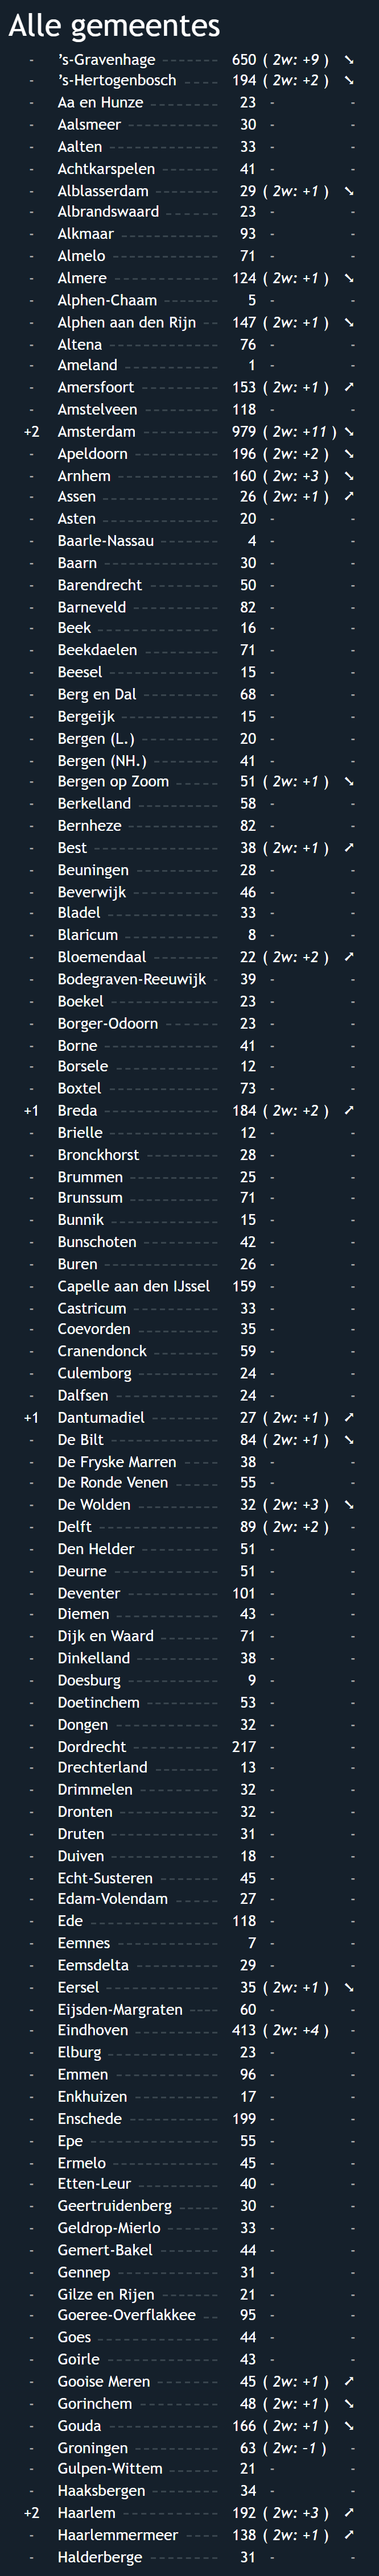 Alle gemeentes
- ’s-Gravenhage 650 ( 2w: +9 ) ➘
- ’s-Hertogenbosch 194 ( 2w: +2 ) ➘
- Aa en Hunze 23 - -
- Aalsmeer 30 - -
- Aalten 33 - -
- Achtkarspelen 41 - -
- Alblasserdam 29 ( 2w: +1 ) ➘
- Albrandswaard 23 - -
- Alkmaar 93 - -
- Almelo 71 - -
- Almere 124 ( 2w: +1 ) ➘
- Alphen-Chaam 5 - -
- Alphen aan den Rijn 147 ( 2w: +1 ) ➘
- Altena 76 - -
- Ameland 1 - -
- Amersfoort 153 ( 2w: +1 ) ➚
- Amstelveen 118 - -
+2 Amsterdam 979 ( 2w: +11 ) ➘
- Apeldoorn 196 ( 2w: +2 ) ➘
- Arnhem 160 ( 2w: +3 ) ➘
- Assen 26 ( 2w: +1 ) ➚
- Asten 20 - -
- Baarle-Nassau 4 - -
- Baarn 30 - -
- Barendrecht 50 - -
- Barneveld 82 - -
- Beek 16 - -
- Beekdaelen 71 - -
- Beesel 15 - -
- Berg en Dal 68 - -
- Bergeijk 15 - -
- Bergen (L.) 20 - -
- Bergen (NH.) 41 - -
- Bergen op Zoom 51 ( 2w: +1 ) ➘
- Berkelland 58 - -
- Bernheze 82 - -
- Best 38 ( 2w: +1 ) ➚
- Beuningen 28 - -
- Beverwijk 46 - -
- Bladel 33 - -
- Blaricum 8 - -
- Bloemendaal 22 ( 2w: +2 ) ➚
- Bodegraven-Reeuwijk 39 - -
- Boekel 23 - -
- Borger-Odoorn 23 - -
- Borne 41 - -
- Borsele 12 - -
- Boxtel 73 - -
+1 Breda 184 ( 2w: +2 ) ➚
- Brielle 12 - -
- Bronckhorst 28 - -
- Brummen 25 - -
- Brunssum 71 - -
- Bunnik 15 - -
- Bunschoten 42 - -
- Buren 26 - -
- Capelle aan den IJssel 159 - -
- Castricum 33 - -
- Coevorden 35 - -
- Cranendonck 59 - -
- Culemborg 24 - -
- Dalfsen 24 - -
+1 Dantumadiel 27 ( 2w: +1 ) ➚
- De Bilt 84 ( 2w: +1 ) ➘
- De Fryske Marren 38 - -
- De Ronde Venen 55 - -
- De Wolden 32 ( 2w: +3 ) ➘
- Delft 89 ( 2w: +2 ) -
- Den Helder 51 - -
- Deurne 51 - -
- Deventer 101 - -
- Diemen 43 - -
- Dijk en Waard 71 - -
- Dinkelland 38 - -
- Doesburg 9 - -
- Doetinchem 53 - -
- Dongen 32 - -
- Dordrecht 217 - -
- Drechterland 13 - -
- Drimmelen 32 - -
- Dronten 32 - -
- Druten 31 - -
- Duiven 18 - -
- Echt-Susteren 45 - -
- Edam-Volendam 27 - -
- Ede 118 - -
- Eemnes 7 - -
- Eemsdelta 29 - -
- Eersel 35 ( 2w: +1 ) ➘
- Eijsden-Margraten 60 - -
- Eindhoven 413 ( 2w: +4 ) -
- Elburg 23 - -
- Emmen 96 - -
- Enkhuizen 17 - -
- Enschede 199 - -
- Epe 55 - -
- Ermelo 45 - -
- Etten-Leur 40 - -
- Geertruidenberg 30 - -
- Geldrop-Mierlo 33 - -
- Gemert-Bakel 44 - -
- Gennep 31 - -
- Gilze en Rijen 21 - -
- Goeree-Overflakkee 95 - -
- Goes 44 - -
- Goirle 43 - -
- Gooise Meren 45 ( 2w: +1 ) ➚
- Gorinchem 48 ( 2w: +1 ) ➘
- Gouda 166 ( 2w: +1 ) ➘
- Groningen 63 ( 2w: -1 ) -
- Gulpen-Wittem 21 - -
- Haaksbergen 34 - -
+2 Haarlem 192 ( 2w: +3 ) ➚
- Haarlemmermeer 138 ( 2w: +1 ) ➚
- Halderberge 31 - -